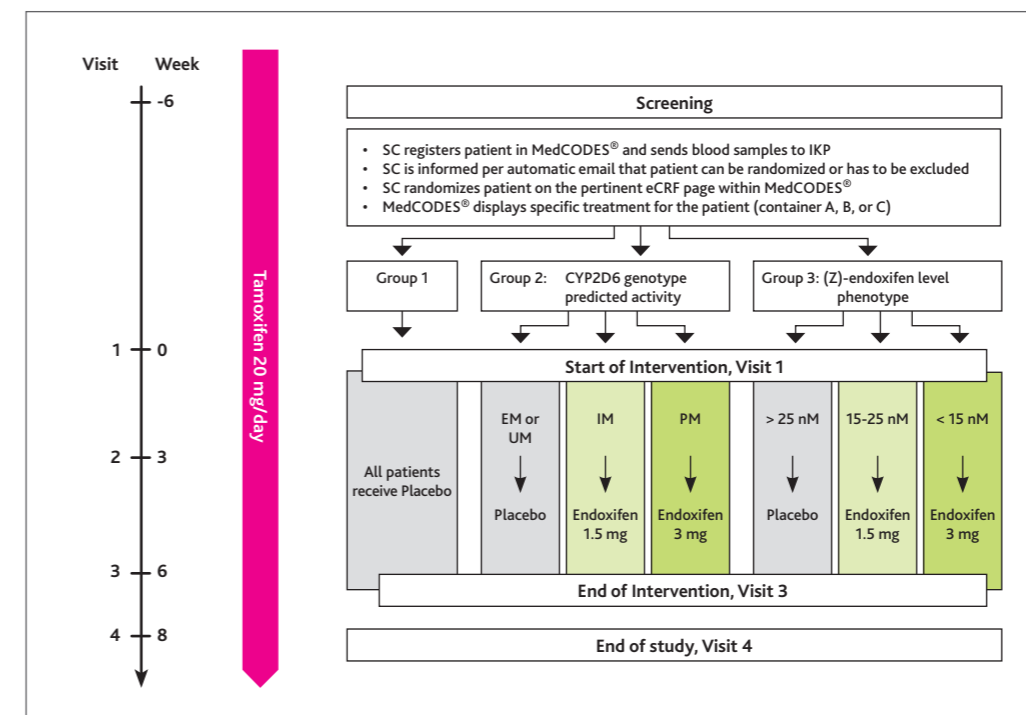 Visit Week
-6
1 0
2 3
3 6
4 8
Tamoxifen 20 mg/day
Screening
• SC registers patient in MedCODES® and sends blood samples to IKP
• SC is informed per automatic email that patient can be randomized or has to be excluded
• SC randomizes patient on the pertinent eCRF page within MedCODES®
• MedCODES® displays specific treatment for the patient (container A, B, or C)
Group 1
Group 2: CYP2D6 genotype
predicted activity
Group 3: (Z)-endoxifen level
phenotype
Start of Intervention, Visit 1
All patients
receive Placebo
EM or
UM
Placebo
IM
Endoxifen
1.5 mg
PM
Endoxifen
3 mg
> 25 nM
Placebo
15-25 nM
Endoxifen
1.5 mg
< 15 nM
Endoxifen
3 mg
End of Intervention, Visit 3
End of study, Visit 4